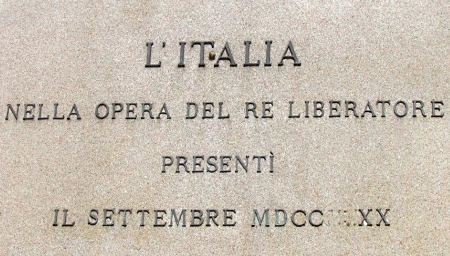 L'ITALIA
NELLA OPERA DEL RE LIBERATORE
PRESENTÌ
IL SETTEMBRE